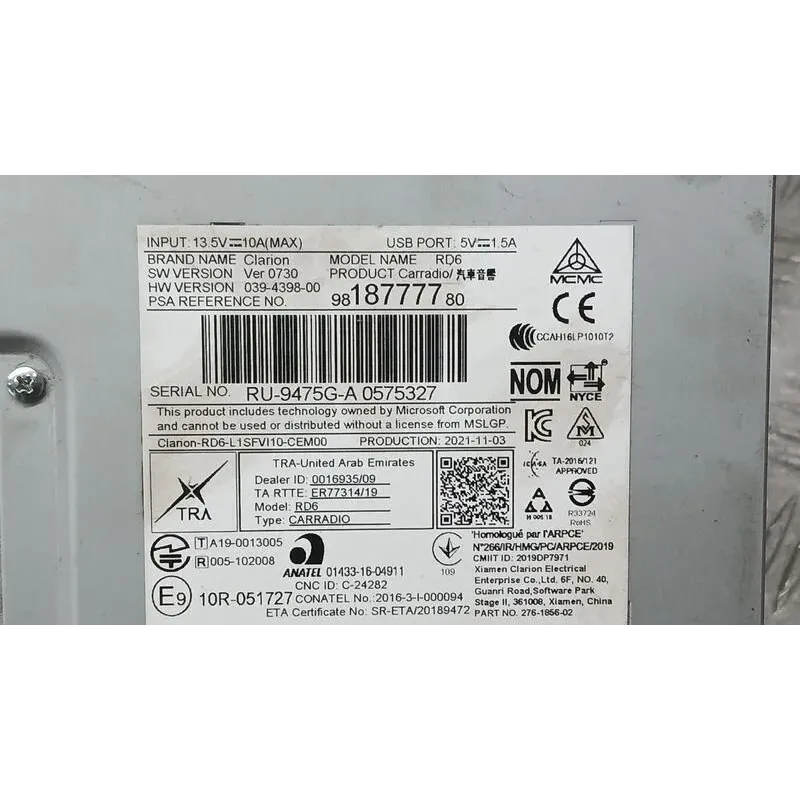 INPUT: 13.5V⎓10A(MAX) USB PORT: 5V⎓1.5A
BRAND NAME Clarion MODEL NAME RD6
SW VERSION Ver 0730 PRODUCT Carradio/汽車音響
HW VERSION 039-4398-00
PSA REFERENCE NO. 98 187777 80
MCMC
CE
CCAH16LP1010T2
SERIAL NO. RU-9475G-A 0575327
NOM
NYCE
This product includes technology owned by Microsoft Corporation
and cannot be used or distributed without a license from MSLGP.
Clarion-RD6-L1SFVI10-CEM00 PRODUCTION: 2021-11-03
024
TRA
TRA-United Arab Emirates
Dealer ID: 0016935/09
TA RTTE: ER77314/19
Model: RD6
Type: CARRADIO
ICASA TA-2016/121
APPROVED
R33724
RoHS
T A19-0013005
R 005-102008
ANATEL 01433-16-04911
CNC ID: C-24282
109
'Homologué par l'ARPCE'
N°266/IR/HMG/PC/ARPCE/2019
CMIIT ID: 2019DP7971
Xiamen Clarion Electrical
Enterprise Co.,Ltd. 6F, NO. 40,
Guanri Road,Software Park
Stage II, 361008, Xiamen, China
PART NO. 276-1856-02
E9 10R-051727 CONATEL No.:2016-3-I-000094
ETA Certificate No: SR-ETA/20189472